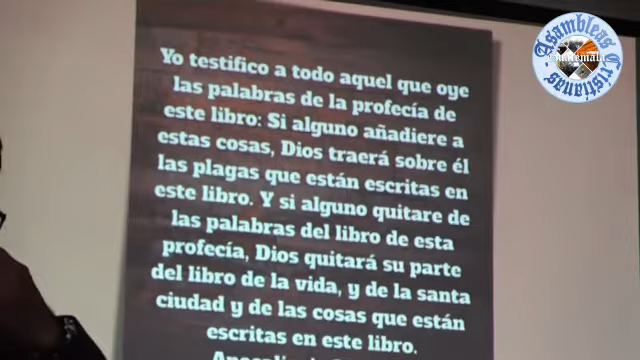 Yo testifico a todo aquel que oye
las palabras de la profecía de
este libro: Si alguno añadiere a
estas cosas, Dios traerá sobre él
las plagas que están escritas en
este libro. Y si alguno quitare de
las palabras del libro de esta
profecía, Dios quitará su parte
del libro de la vida, y de la santa
ciudad y de las cosas que están
escritas en este libro.
Asambleas Cristianas
Guatemala